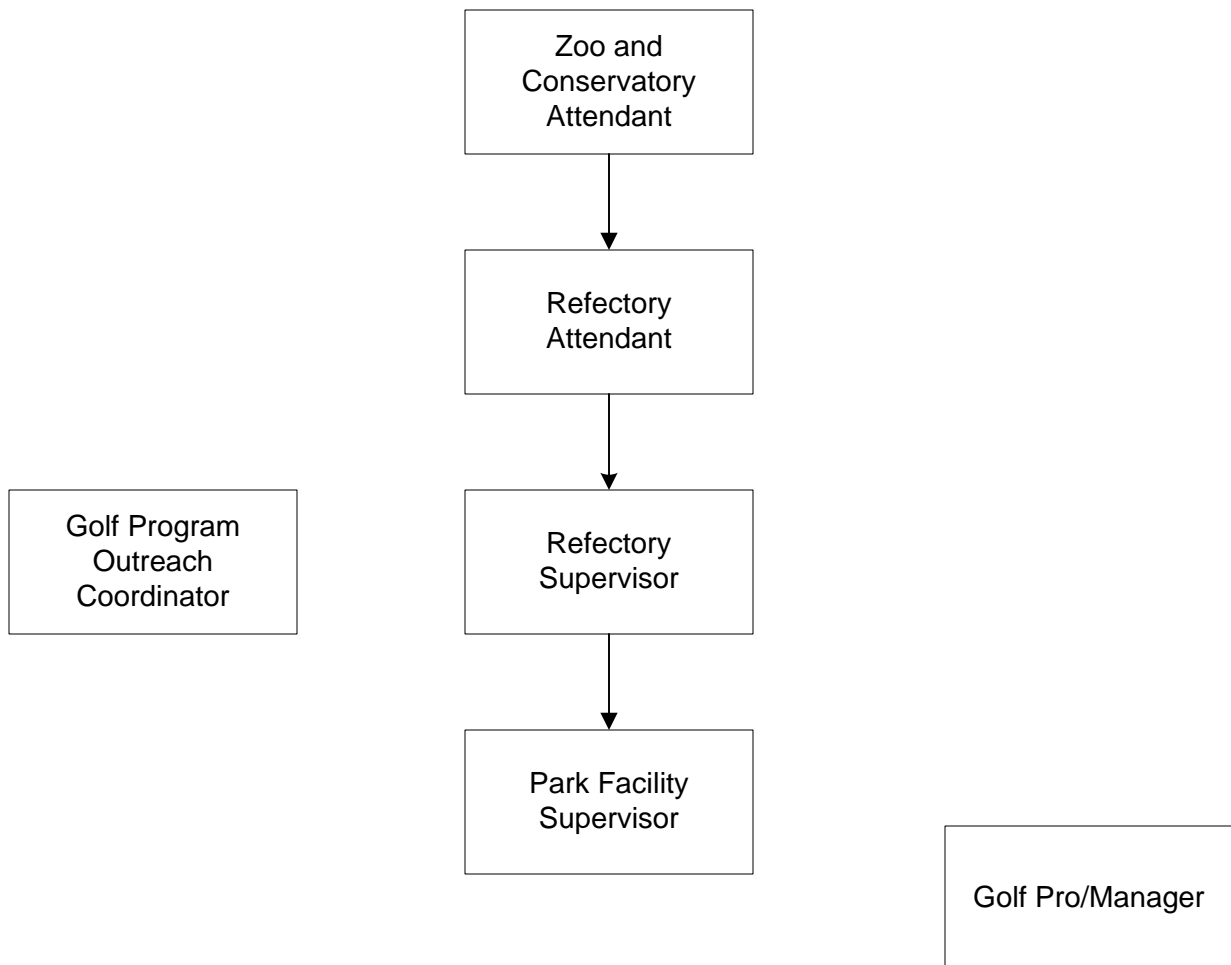 Zoo and
Conservatory
Attendant
Refectory
Attendant
Golf Program
Outreach
Coordinator
Refectory
Supervisor
Park Facility
Supervisor
Golf Pro/Manager